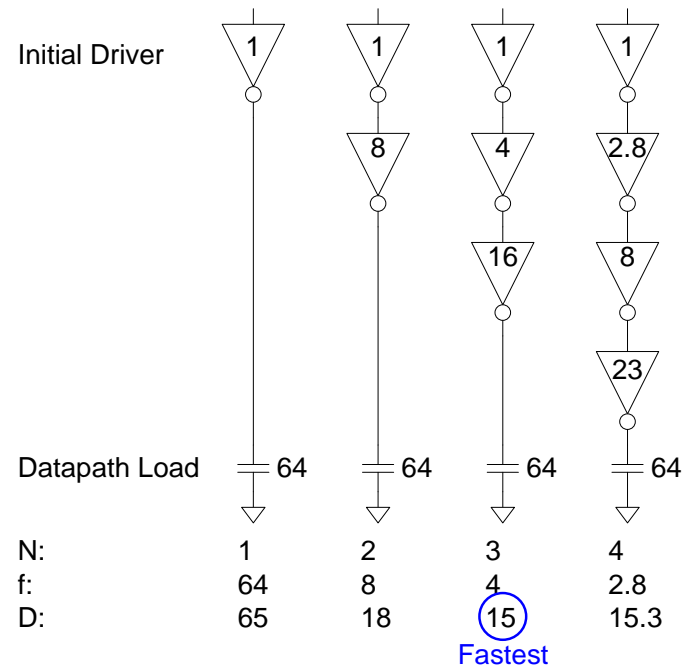 Initial Driver 1 1 1 1
8 4 2.8
16 8
23
Datapath Load 64 64 64 64
N: 1 2 3 4
f: 64 8 4 2.8
D: 65 18 15 15.3
Fastest